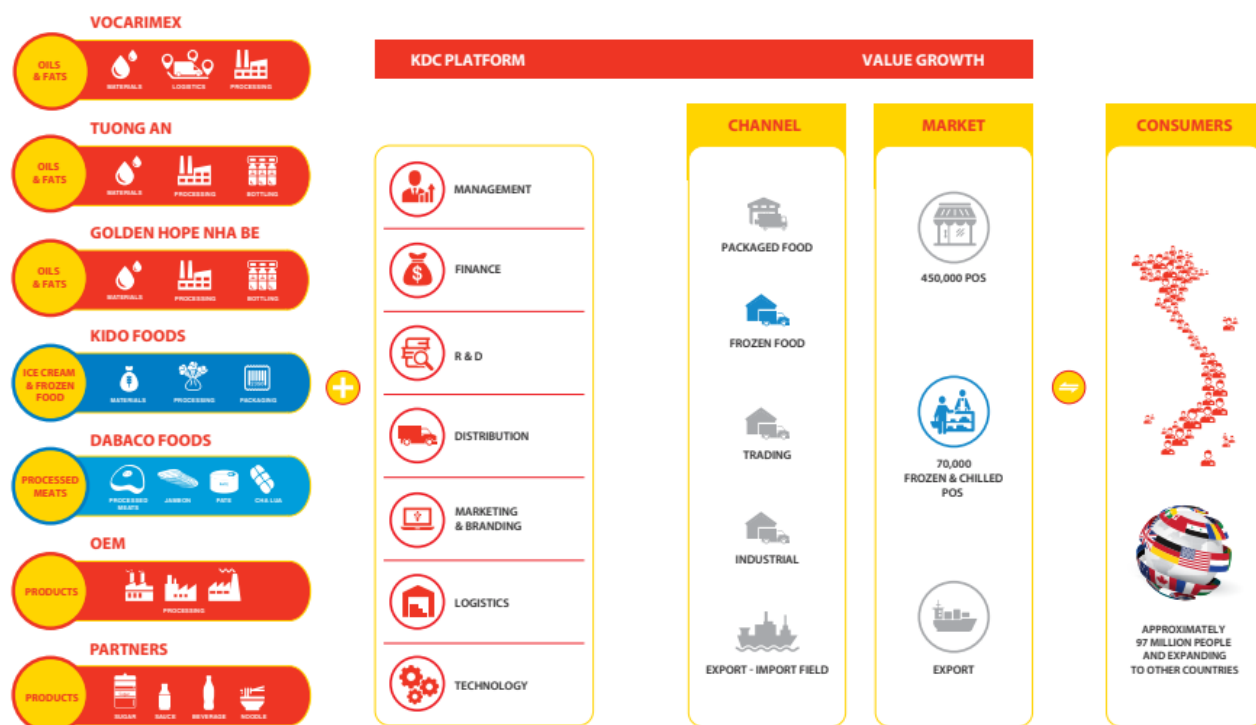 VOCARIMEX
OILS
& FATS
MATERIALS
LOGISTICS
PROCESSING
TUONG AN
OILS
& FATS
MATERIALS
PROCESSING
BOTTLING
GOLDEN HOPE NHA BE
OILS
& FATS
MATERIALS
PROCESSING
BOTTLING
KIDO FOODS
ICE CREAM
& FROZEN
FOOD
MATERIALS
PROCESSING
PACKAGING
DABACO FOODS
PROCESSED
MEATS
PROCESSED
MEATS
JAMBON
PATE
CHA LUA
OEM
PRODUCTS
PROCESSING
PARTNERS
PRODUCTS
SUGAR
SAUCE
BEVERAGE
NOODLE
KDC PLATFORM
VALUE GROWTH
MANAGEMENT
FINANCE
R & D
DISTRIBUTION
MARKETING
& BRANDING
LOGISTICS
TECHNOLOGY
CHANNEL
PACKAGED FOOD
FROZEN FOOD
TRADING
INDUSTRIAL
EXPORT - IMPORT FIELD
MARKET
450,000 POS
70,000
FROZEN & CHILLED
POS
EXPORT
CONSUMERS
APPROXIMATELY
97 MILLION PEOPLE
AND EXPANDING
TO OTHER COUNTRIES